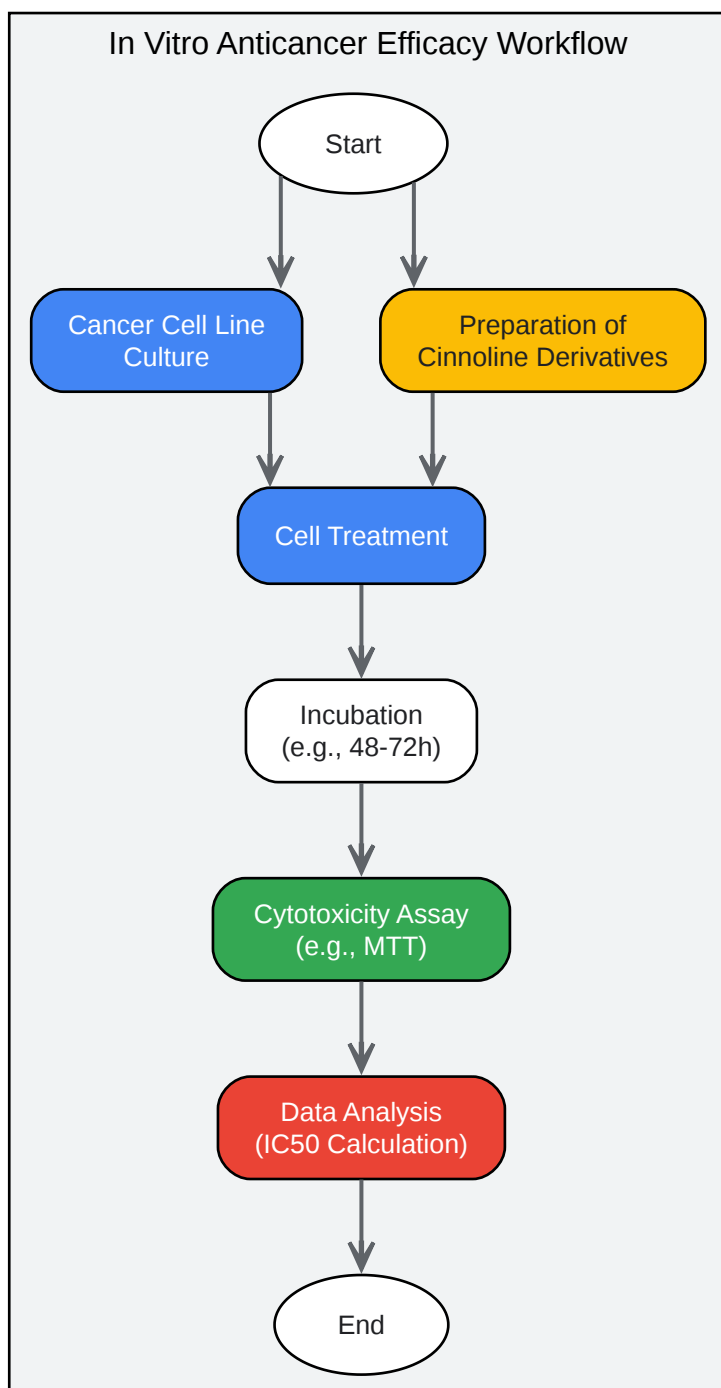 In Vitro Anticancer Efficacy Workflow
Start
Cancer Cell Line
Culture
Preparation of
Cinnoline Derivatives
Cell Treatment
Incubation
(e.g., 48-72h)
Cytotoxicity Assay
(e.g., MTT)
Data Analysis
(IC50 Calculation)
End